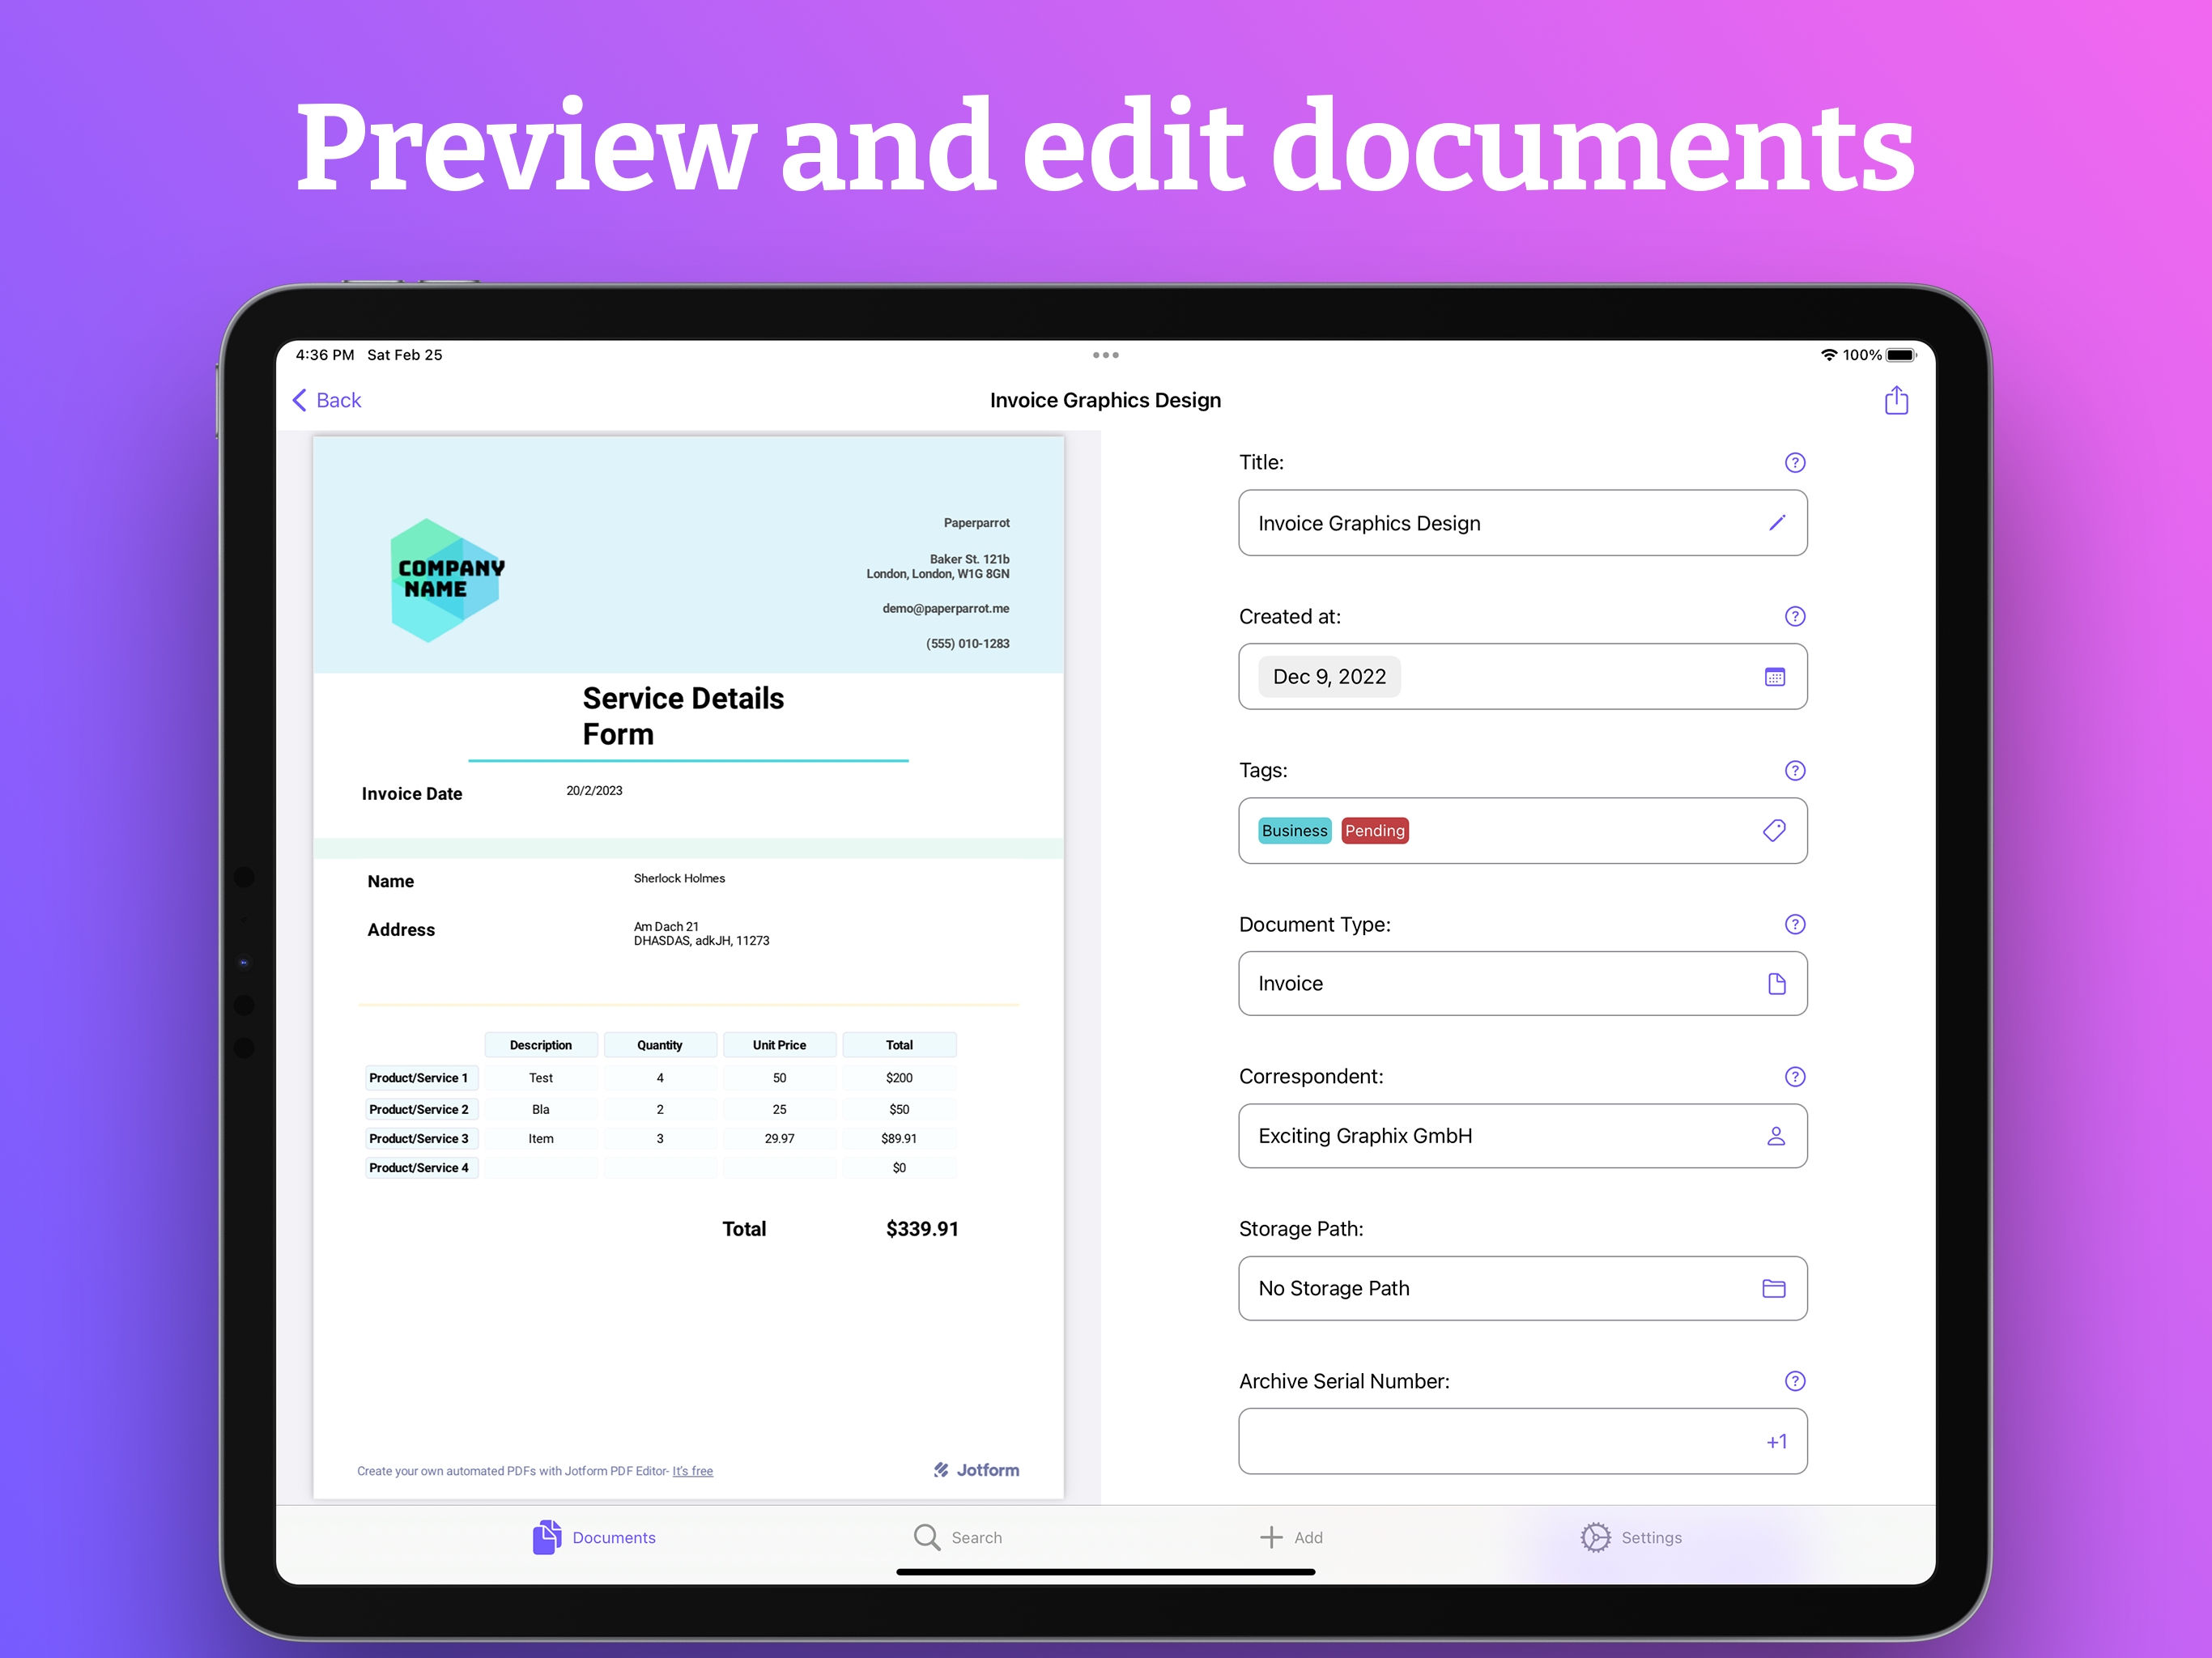 Preview and edit documents
4:36 PM Sat Feb 25
100%
Back
Invoice Graphics Design
COMPANY
NAME
Paperparrot
Baker St. 121b
London, London, W1G 8GN
demo@paperparrot.me
(555) 010-1283
Service Details
Form
Invoice Date 20/2/2023
Name Sherlock Holmes
Address Am Dach 21
DHASDAS, adkJH, 11273
Description Quantity Unit Price Total
Product/Service 1 Test 4 50 $200
Product/Service 2 Bla 2 25 $50
Product/Service 3 Item 3 29.97 $89.91
Product/Service 4 $0
Total $339.91
Create your own automated PDFs with Jotform PDF Editor- It's free
Jotform
Title: ?
Invoice Graphics Design
Created at: ?
Dec 9, 2022
Tags: ?
Business Pending
Document Type: ?
Invoice
Correspondent: ?
Exciting Graphix GmbH
Storage Path:
No Storage Path
Archive Serial Number: ?
+1
Documents Search Add Settings